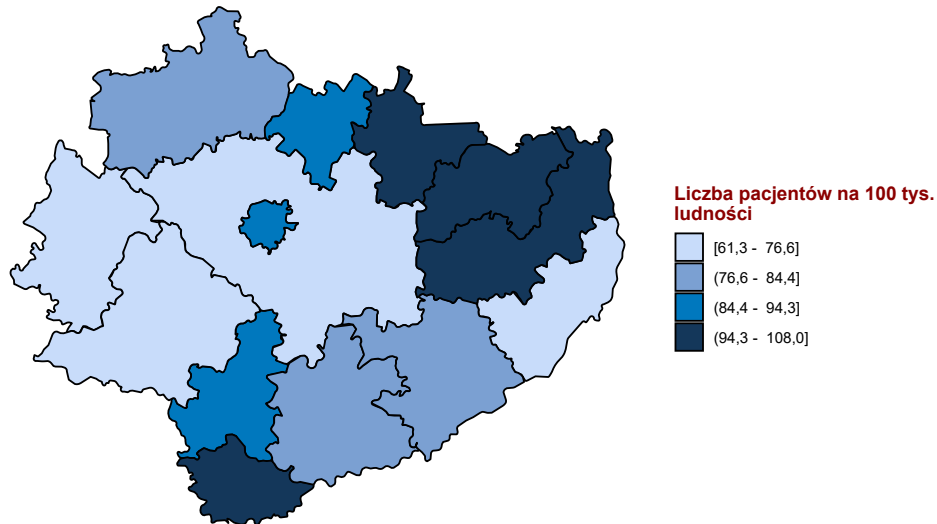 Liczba pacjentów na 100 tys.
ludności
[61,3 - 76,6]
(76,6 - 84,4]
(84,4 - 94,3]
(94,3 - 108,0]